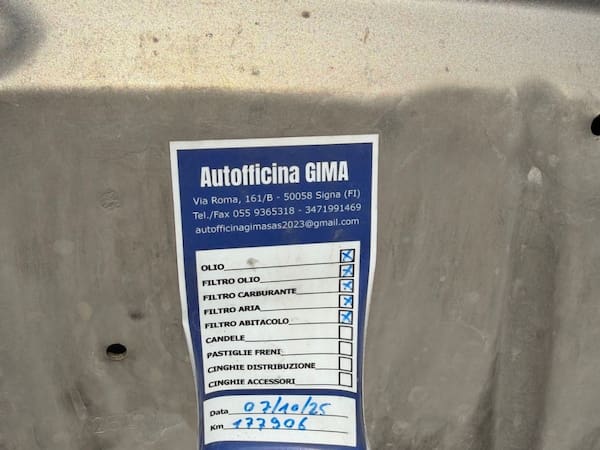 Autofficina GIMA
Via Roma, 161/B - 50058 Signa (FI)
Tel./Fax 055 9365318 - 3471991469
autofficinagimasas2023@gmail.com
OLIO
FILTRO OLIO
FILTRO CARBURANTE
FILTRO ARIA
FILTRO ABITACOLO
CANDELE
PASTIGLIE FRENI
CINGHIE DISTRIBUZIONE
CINGHIE ACCESSORI
Data 07/10/25
Km 177906